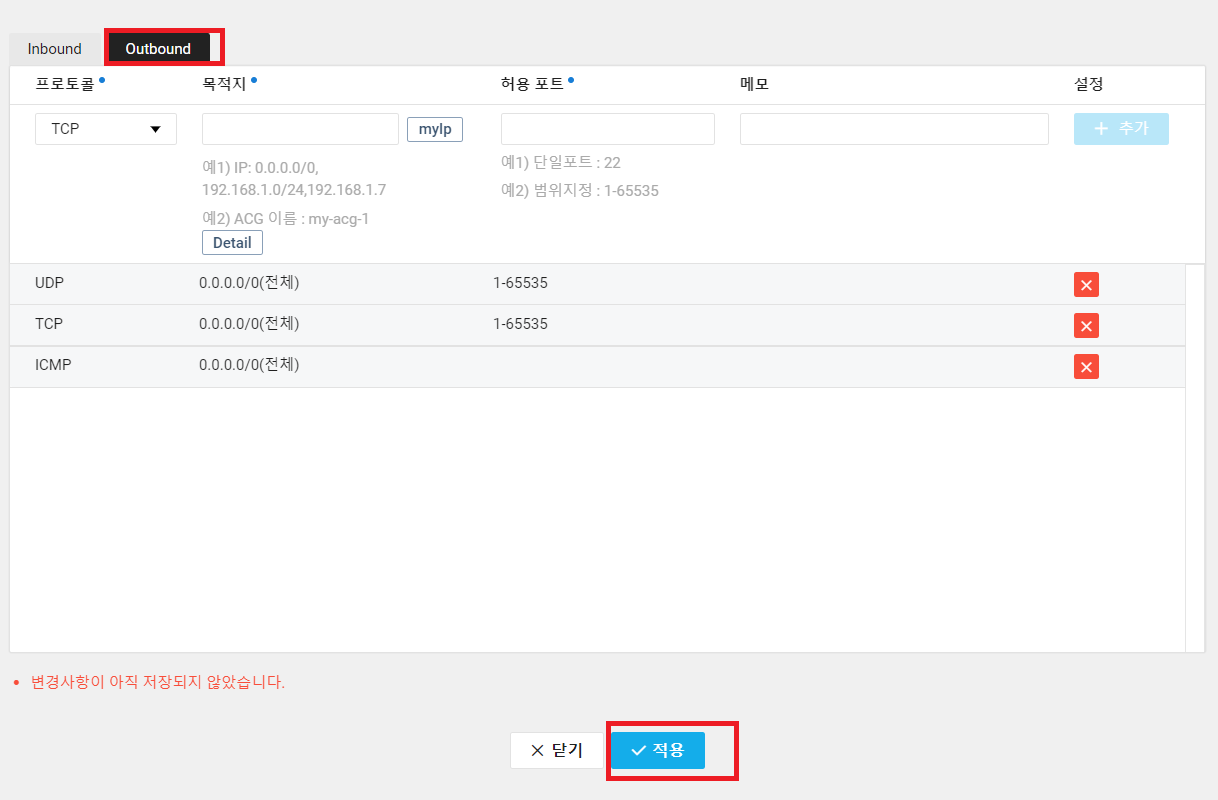 Inbound Outbound
프로토콜 목적지 허용 포트 메모 설정
TCP myIp + 추가
예1) IP: 0.0.0.0/0, 예1) 단일포트 : 22
192.168.1.0/24,192.168.1.7 예2) 범위지정 : 1-65535
예2) ACG 이름 : my-acg-1
Detail
UDP 0.0.0.0/0(전체) 1-65535
TCP 0.0.0.0/0(전체) 1-65535
ICMP 0.0.0.0/0(전체)
• 변경사항이 아직 저장되지 않았습니다.
× 닫기 ✓ 적용